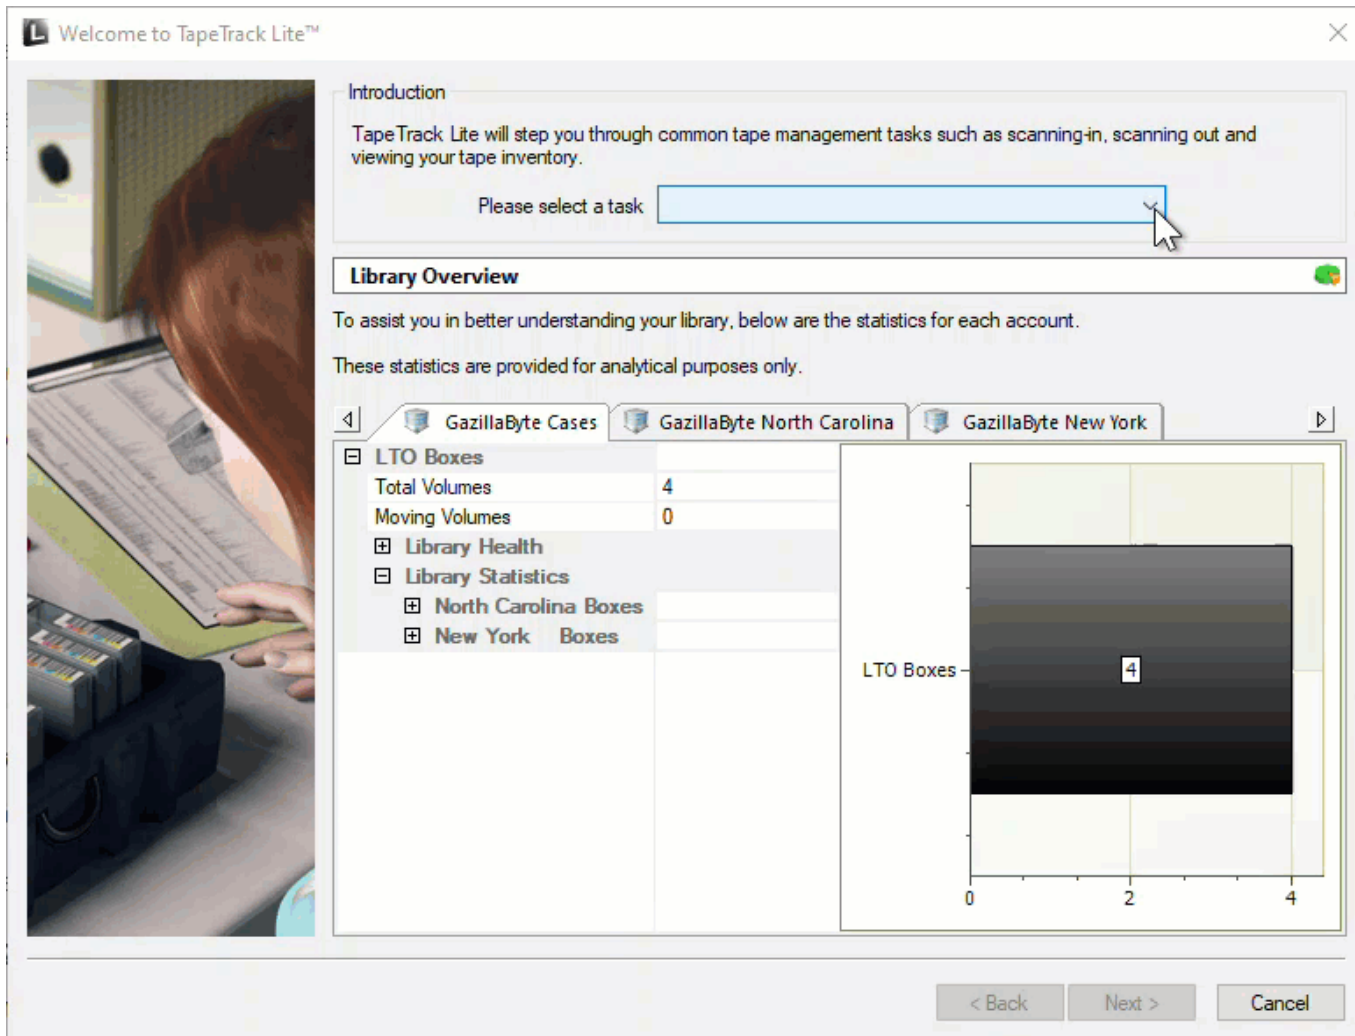 Welcome to TapeTrack Lite™
Introduction
TapeTrack Lite will step you through common tape management tasks such as scanning-in, scanning out and
viewing your tape inventory.
Please select a task
Library Overview
To assist you in better understanding your library, below are the statistics for each account.
These statistics are provided for analytical purposes only.
GazillaByte Cases GazillaByte North Carolina GazillaByte New York
LTO Boxes
Total Volumes 4
Moving Volumes 0
Library Health
Library Statistics
North Carolina Boxes
New York Boxes
LTO Boxes 4
0 2 4
< Back Next > Cancel